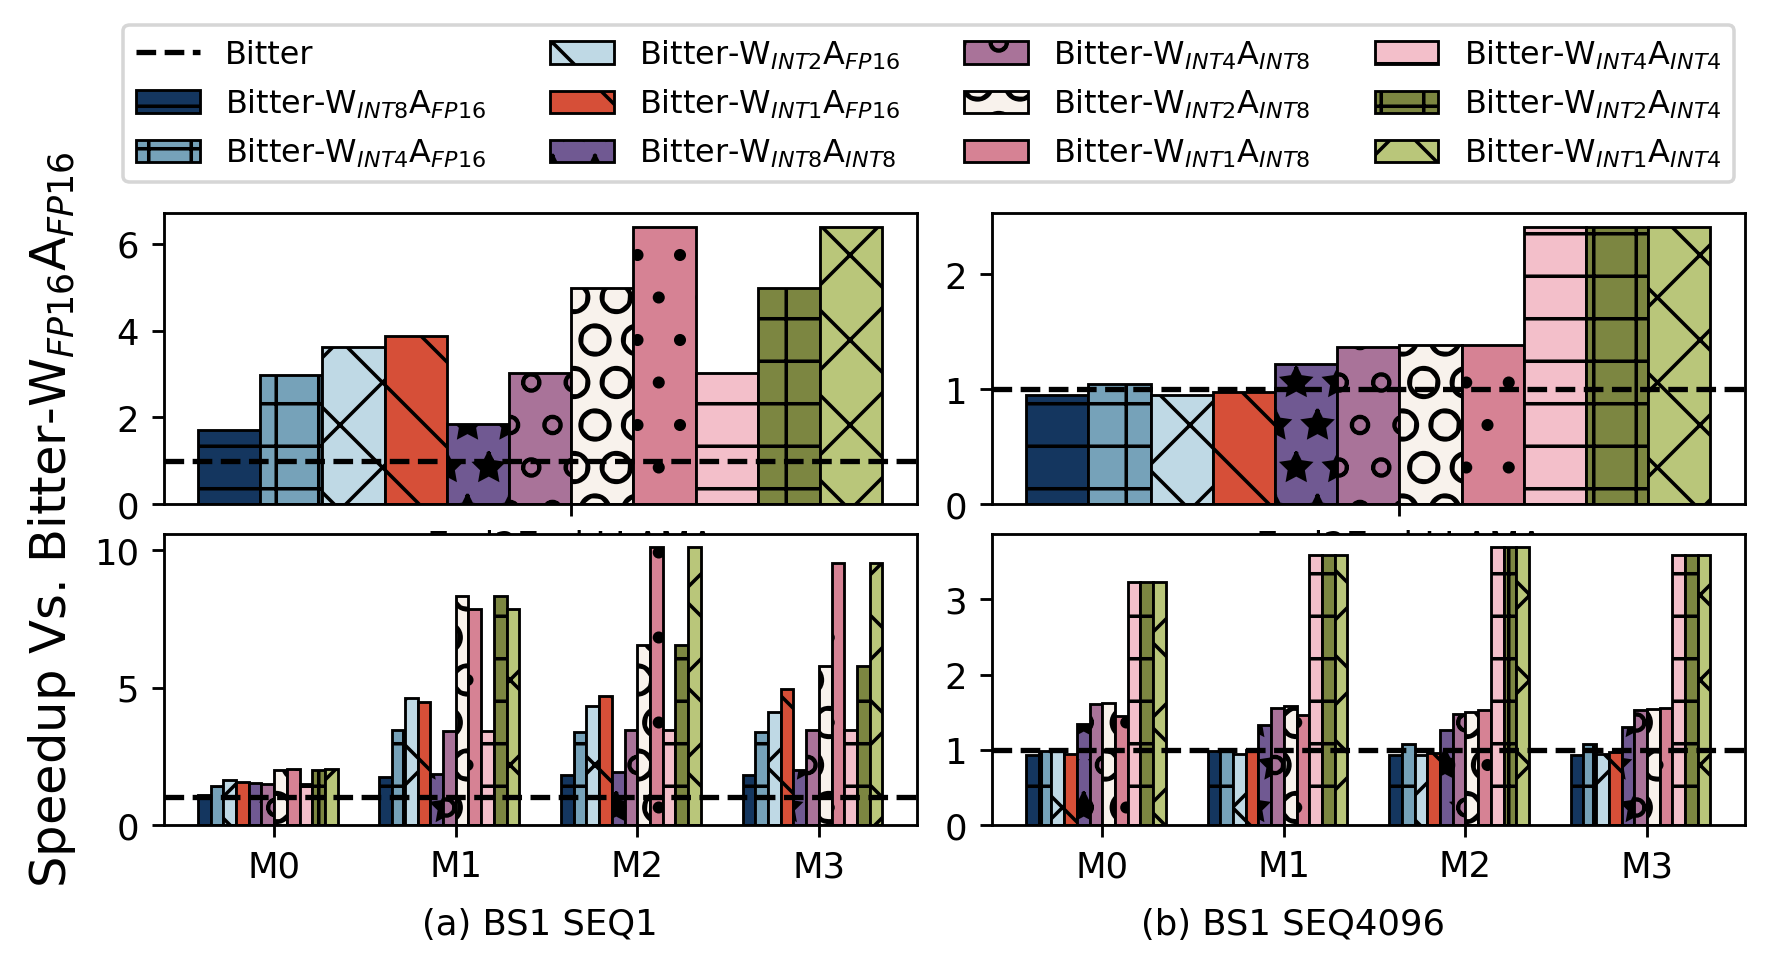 Bitter
Bitter-W_INT8A_FP16
Bitter-W_INT4A_FP16
Bitter-W_INT2A_FP16
Bitter-W_INT1A_FP16
Bitter-W_INT8A_INT8
Bitter-W_INT4A_INT8
Bitter-W_INT2A_INT8
Bitter-W_INT1A_INT8
Bitter-W_INT4A_INT4
Bitter-W_INT2A_INT4
Bitter-W_INT1A_INT4
Speedup Vs. Bitter-W_FP16A_FP16
6
4
2
0
2
1
0
10
5
0
M0 M1 M2 M3
3
2
1
0
M0 M1 M2 M3
(a) BS1 SEQ1
(b) BS1 SEQ4096